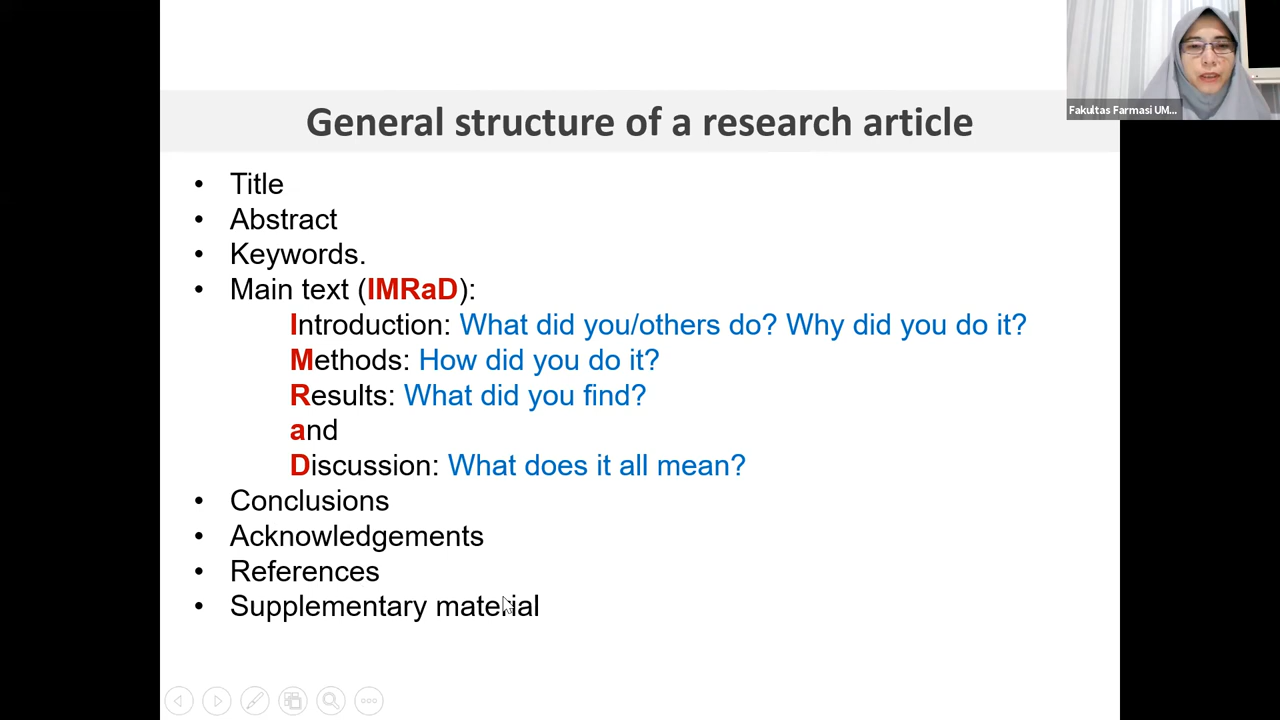 Fakultas Farmasi UM...
General structure of a research article
• Title
• Abstract
• Keywords.
• Main text (IMRaD):
Introduction: What did you/others do? Why did you do it?
Methods: How did you do it?
Results: What did you find?
and
Discussion: What does it all mean?
• Conclusions
• Acknowledgements
• References
• Supplementary material